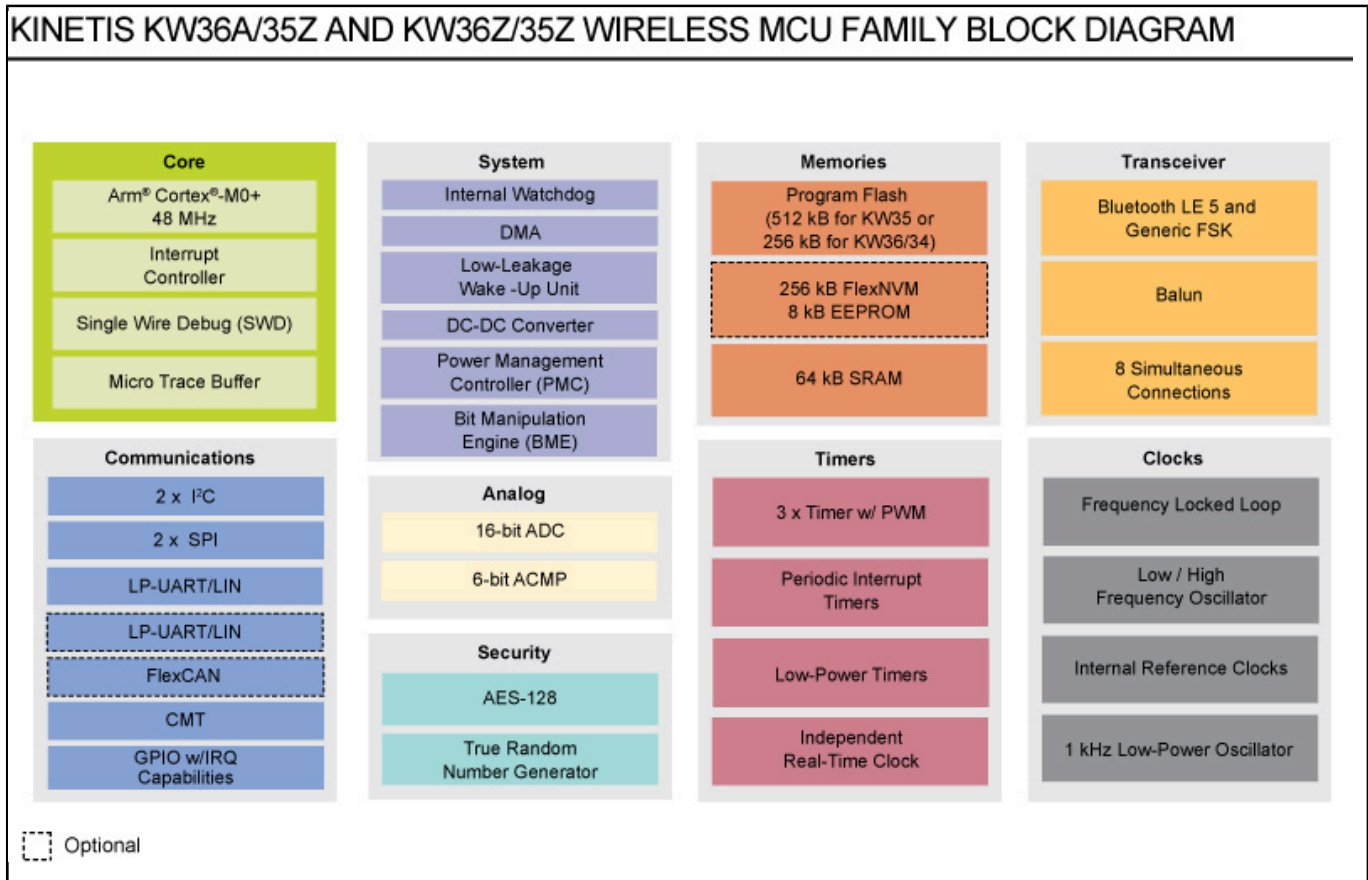 KINETIS KW36A/35Z AND KW36Z/35Z WIRELESS MCU FAMILY BLOCK DIAGRAM
Core
Arm® Cortex®-M0+
48 MHz
Interrupt
Controller
Single Wire Debug (SWD)
Micro Trace Buffer
System
Internal Watchdog
DMA
Low-Leakage
Wake -Up Unit
DC-DC Converter
Power Management
Controller (PMC)
Bit Manipulation
Engine (BME)
Memories
Program Flash
(512 kB for KW35 or
256 kB for KW36/34)
256 kB FlexNVM
8 kB EEPROM
64 kB SRAM
Transceiver
Bluetooth LE 5 and
Generic FSK
Balun
8 Simultaneous
Connections
Communications
2 x I²C
2 x SPI
LP-UART/LIN
LP-UART/LIN
FlexCAN
CMT
GPIO w/IRQ
Capabilities
Analog
16-bit ADC
6-bit ACMP
Security
AES-128
True Random
Number Generator
Timers
3 x Timer w/ PWM
Periodic Interrupt
Timers
Low-Power Timers
Independent
Real-Time Clock
Clocks
Frequency Locked Loop
Low / High
Frequency Oscillator
Internal Reference Clocks
1 kHz Low-Power Oscillator
Optional